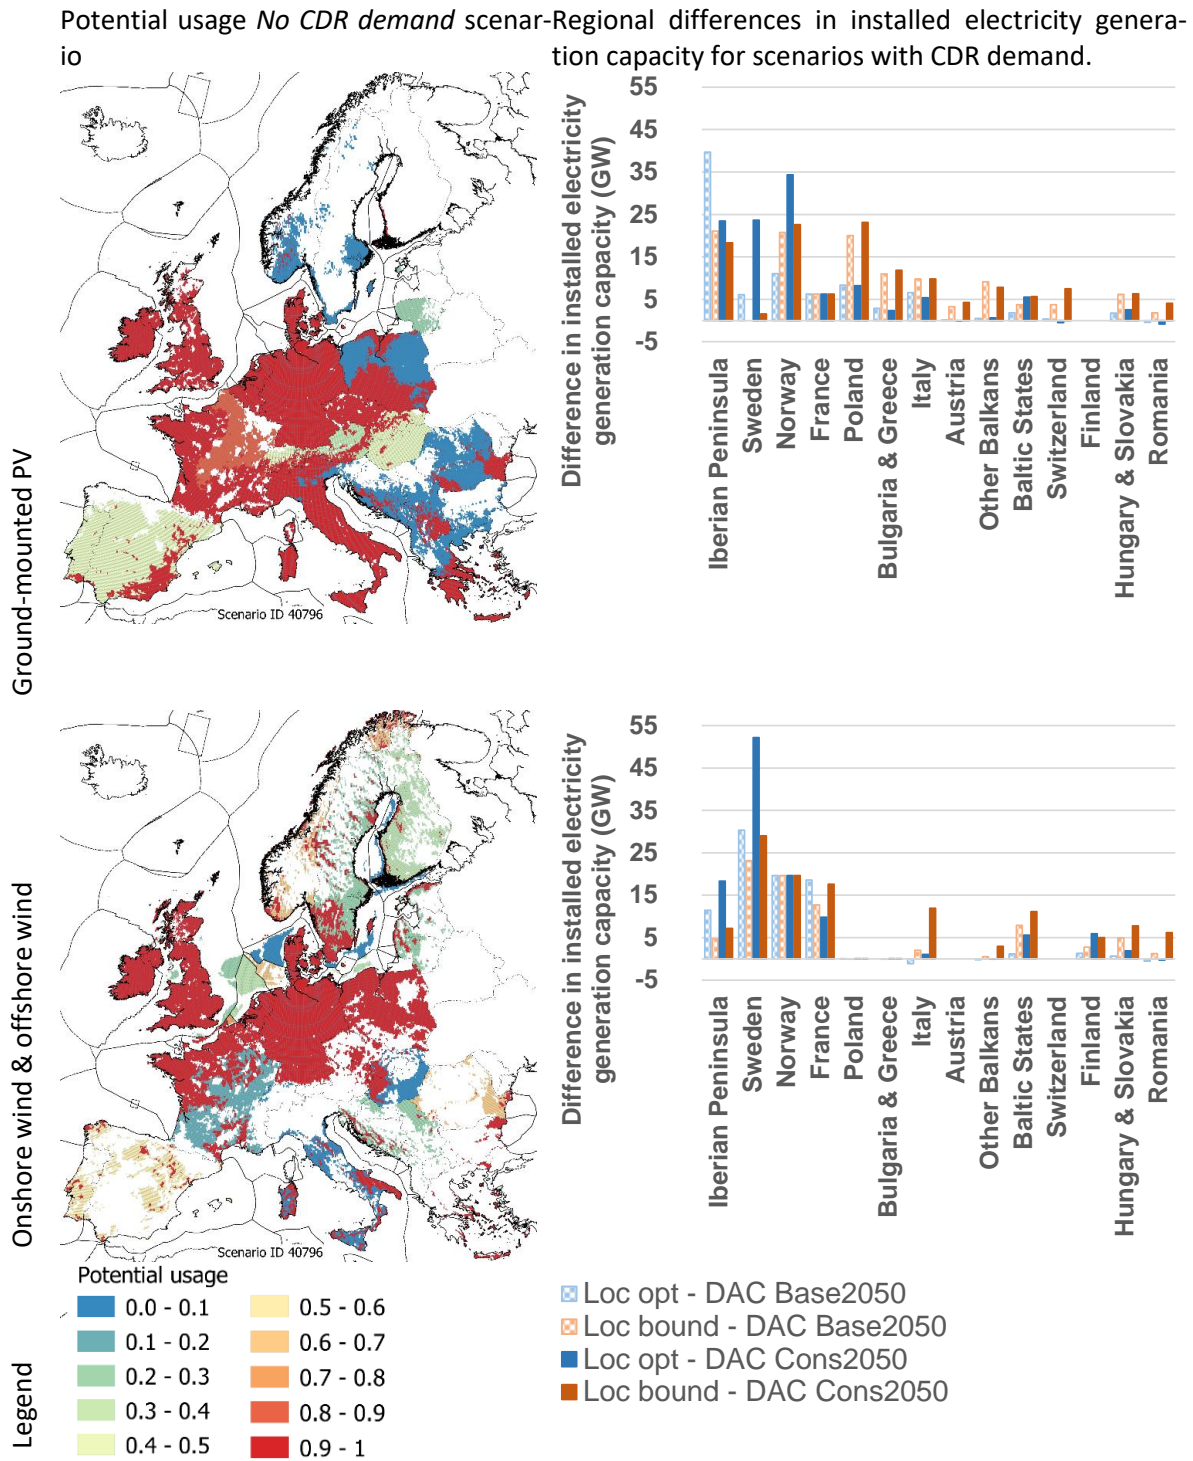 Potential usage No CDR demand scenar-
io
Regional differences in installed electricity genera-
tion capacity for scenarios with CDR demand.
Ground-mounted PV
Scenario ID 40796
Difference in installed electricity
generation capacity (GW)
55
45
35
25
15
5
-5
Iberian Peninsula
Sweden
Norway
France
Poland
Bulgaria & Greece
Italy
Austria
Other Balkans
Baltic States
Switzerland
Finland
Hungary & Slovakia
Romania
Onshore wind & offshore wind
Scenario ID 40796
Difference in installed electricity
generation capacity (GW)
55
45
35
25
15
5
-5
Iberian Peninsula
Sweden
Norway
France
Poland
Bulgaria & Greece
Italy
Austria
Other Balkans
Baltic States
Switzerland
Finland
Hungary & Slovakia
Romania
Legend
Potential usage
0.0 - 0.1
0.1 - 0.2
0.2 - 0.3
0.3 - 0.4
0.4 - 0.5
0.5 - 0.6
0.6 - 0.7
0.7 - 0.8
0.8 - 0.9
0.9 - 1
Loc opt - DAC Base2050
Loc bound - DAC Base2050
Loc opt - DAC Cons2050
Loc bound - DAC Cons2050